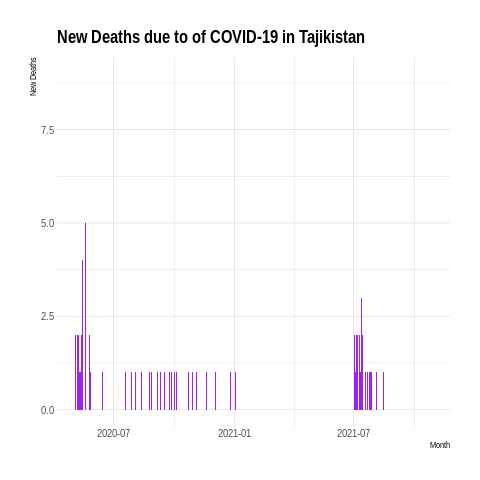 New Deaths due to of COVID-19 in Tajikistan
New Deaths
7.5
5.0
2.5
0.0
2020-07
2021-01
2021-07
Month